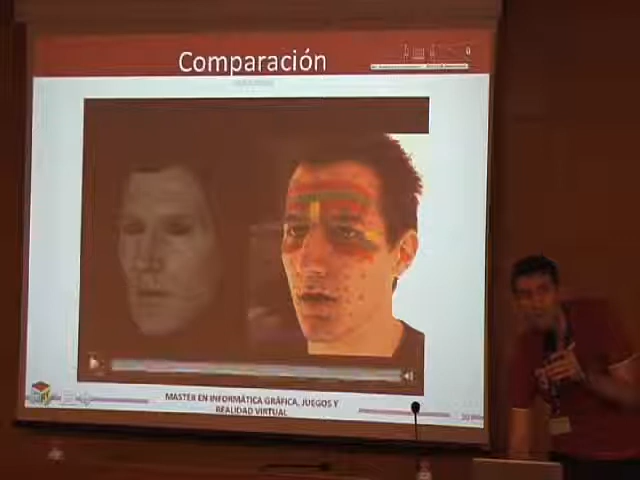 Comparación
MASTER EN INFORMÁTICA GRÁFICA, JUEGOS Y
REALIDAD VIRTUAL